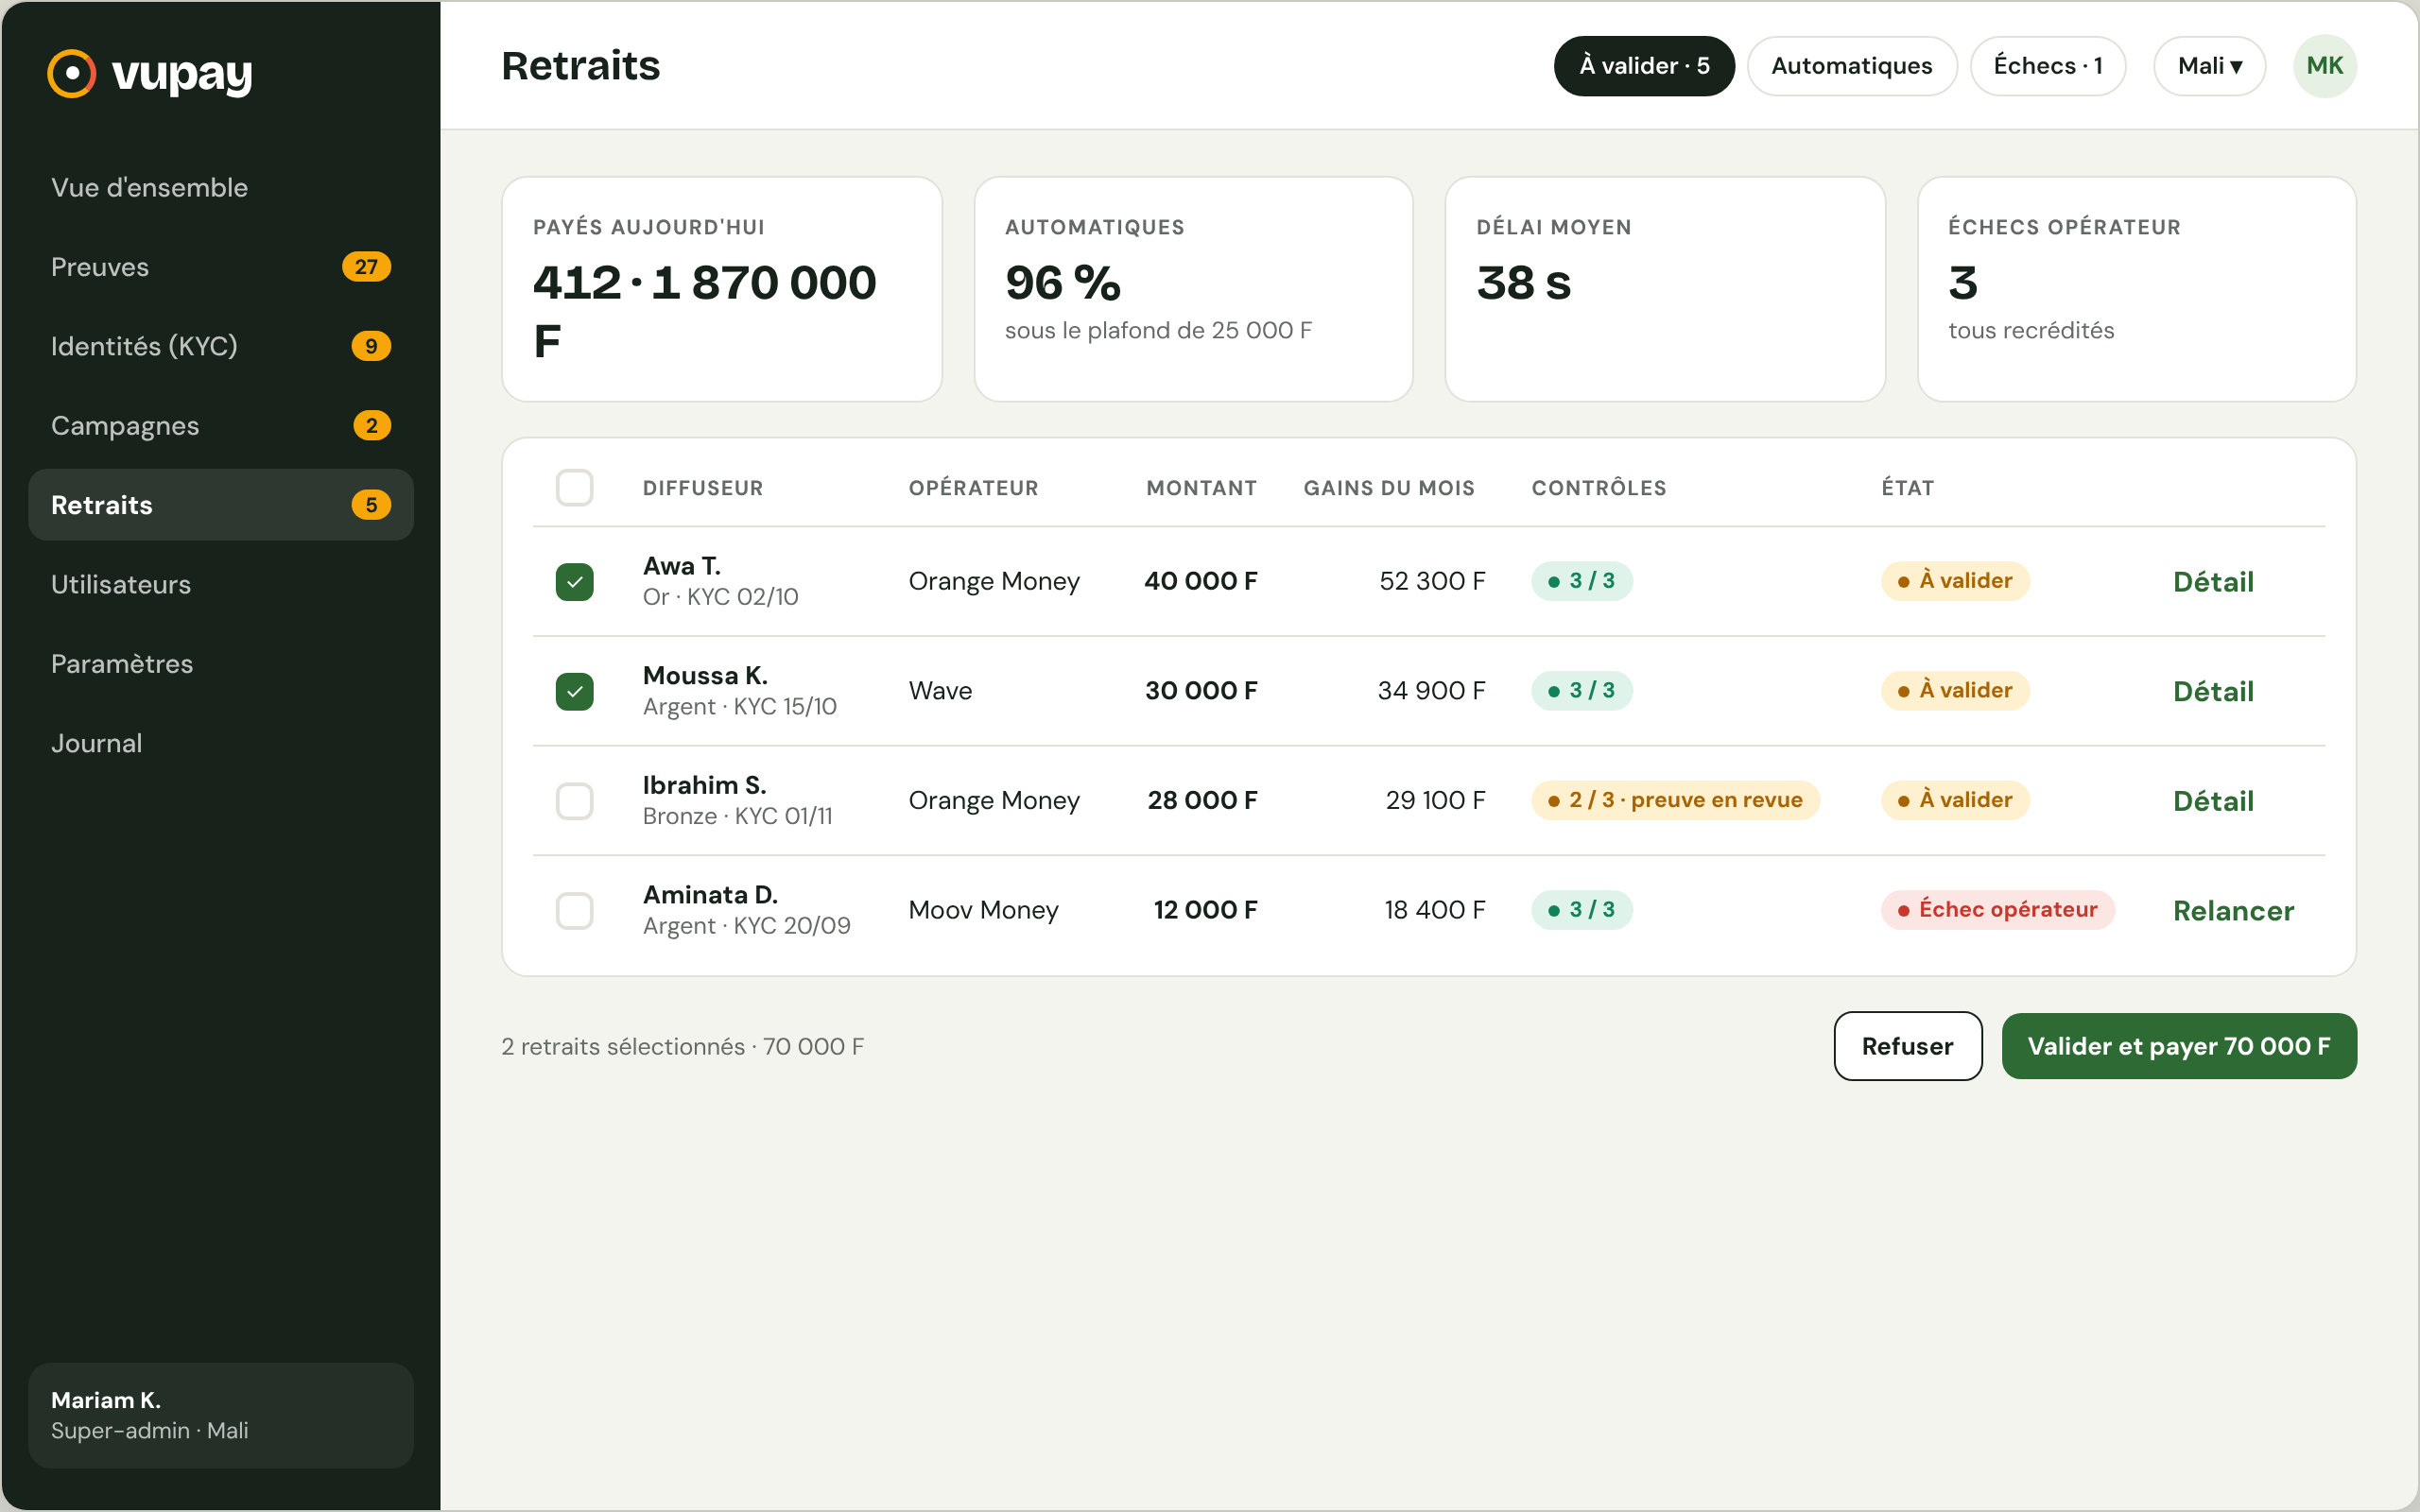 vupay
Vue d'ensemble
Preuves 27
Identités (KYC) 9
Campagnes 2
Retraits 5
Utilisateurs
Paramètres
Journal
Mariam K.
Super-admin · Mali
Retraits
À valider · 5 Automatiques Échecs · 1 Mali ▾ MK
PAYÉS AUJOURD'HUI
412 · 1 870 000
F
AUTOMATIQUES
96 %
sous le plafond de 25 000 F
DÉLAI MOYEN
38 s
ÉCHECS OPÉRATEUR
3
tous recrédités
DIFFUSEUR OPÉRATEUR MONTANT GAINS DU MOIS CONTRÔLES ÉTAT
Awa T.
Or · KYC 02/10
Orange Money 40 000 F 52 300 F 3 / 3 À valider Détail
Moussa K.
Argent · KYC 15/10
Wave 30 000 F 34 900 F 3 / 3 À valider Détail
Ibrahim S.
Bronze · KYC 01/11
Orange Money 28 000 F 29 100 F 2 / 3 · preuve en revue À valider Détail
Aminata D.
Argent · KYC 20/09
Moov Money 12 000 F 18 400 F 3 / 3 Échec opérateur Relancer
2 retraits sélectionnés · 70 000 F
Refuser Valider et payer 70 000 F